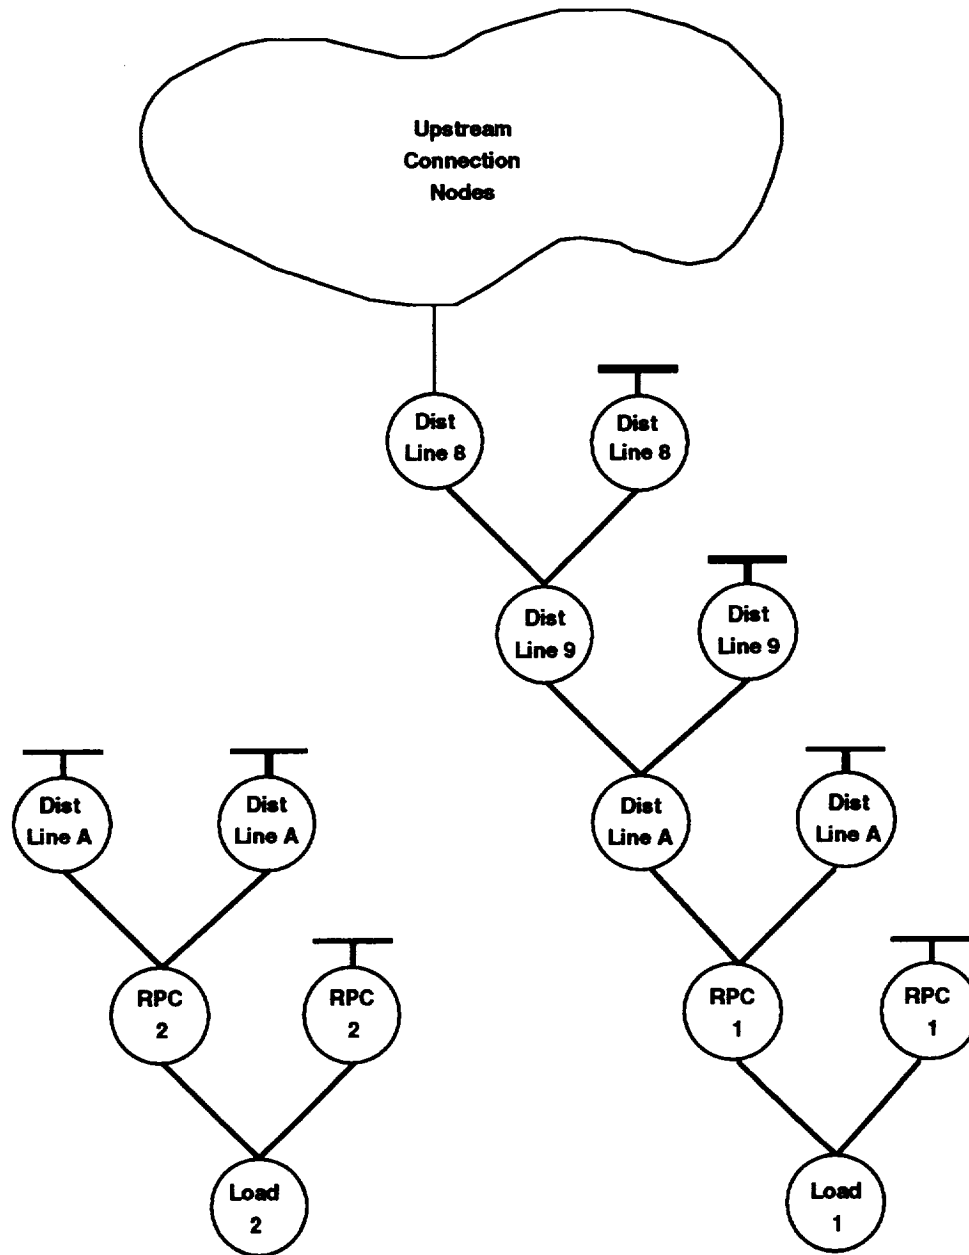 Upstream
Connection
Nodes
Dist
Line 8
Dist
Line 8
Dist
Line 9
Dist
Line 9
Dist
Line A
Dist
Line A
Dist
Line A
Dist
Line A
RPC
2
RPC
2
RPC
1
RPC
1
Load
2
Load
1